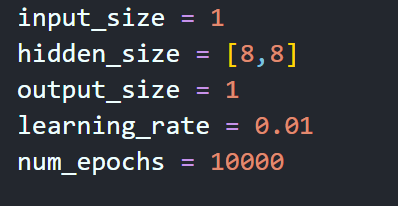 input_size = 1
hidden_size = [8,8]
output_size = 1
learning_rate = 0.01
num_epochs = 10000